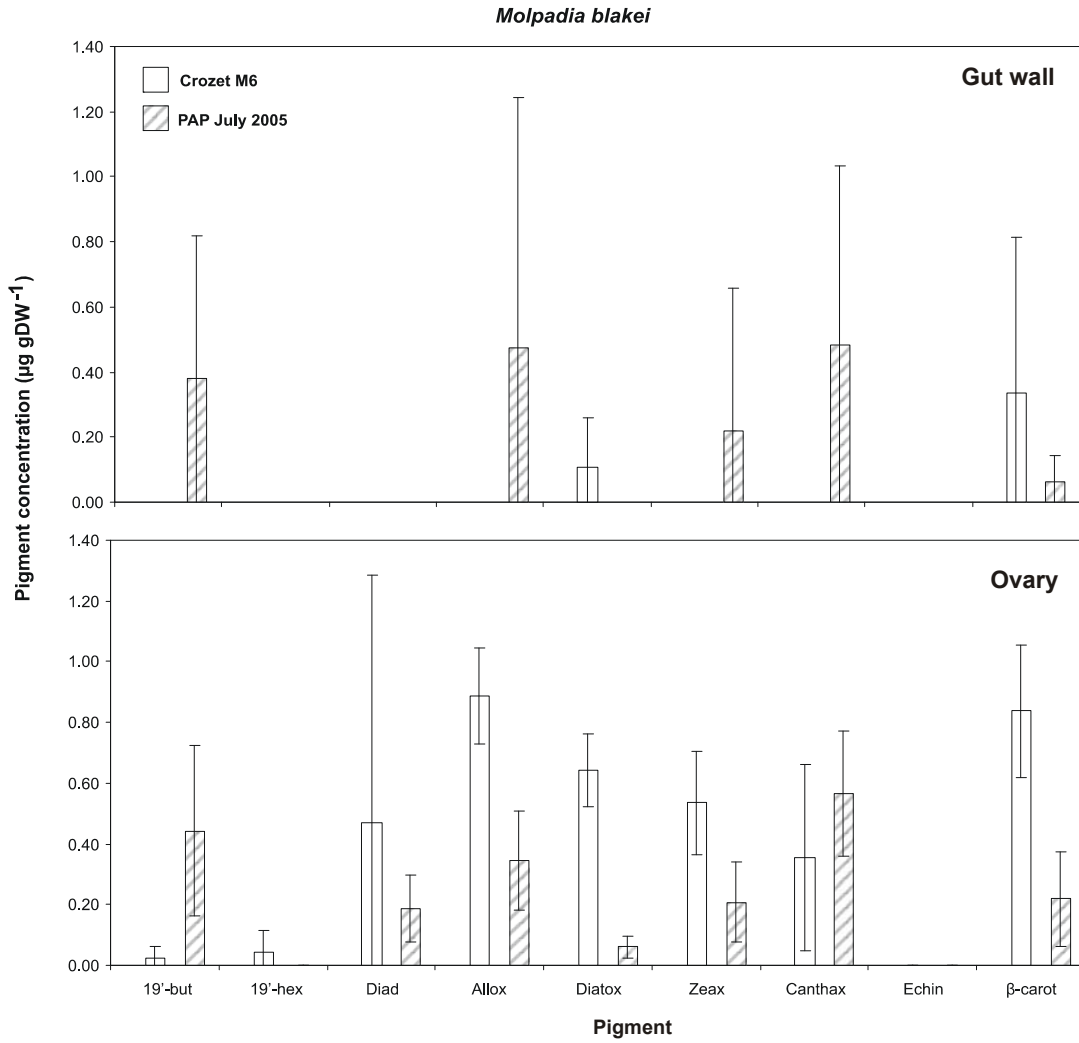 Molpadia blakei
1.40
1.20
1.00
0.80
0.60
0.40
0.20
0.00
Crozet M6
PAP July 2005
Gut wall
Pigment concentration (µg gDW-1)
1.40
1.20
1.00
0.80
0.60
0.40
0.20
0.00
Ovary
19'-but 19'-hex Diad Allox Diatox Zeax Canthax Echin β-carot
Pigment